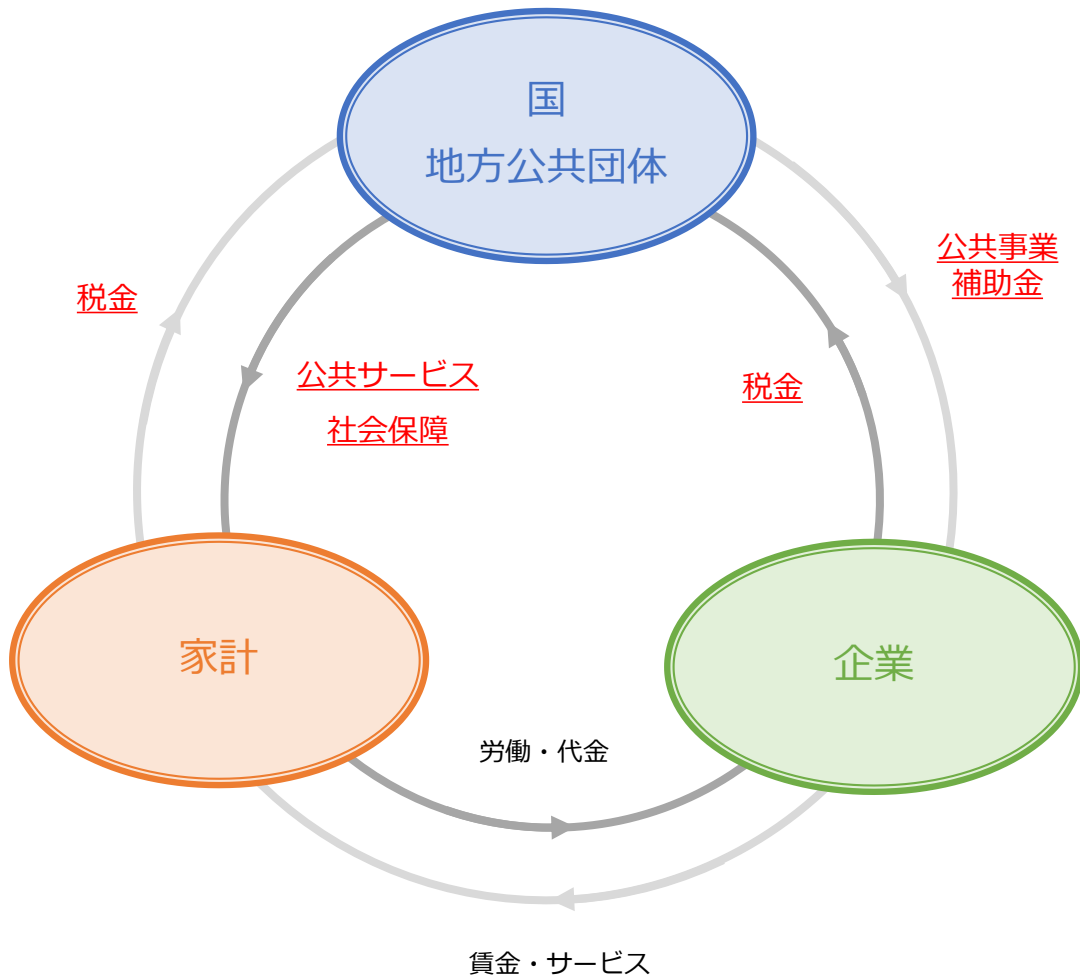 国
地方公共団体
公共事業
補助金
税金
公共サービス
社会保障
税金
家計
企業
労働・代金
賃金・サービス